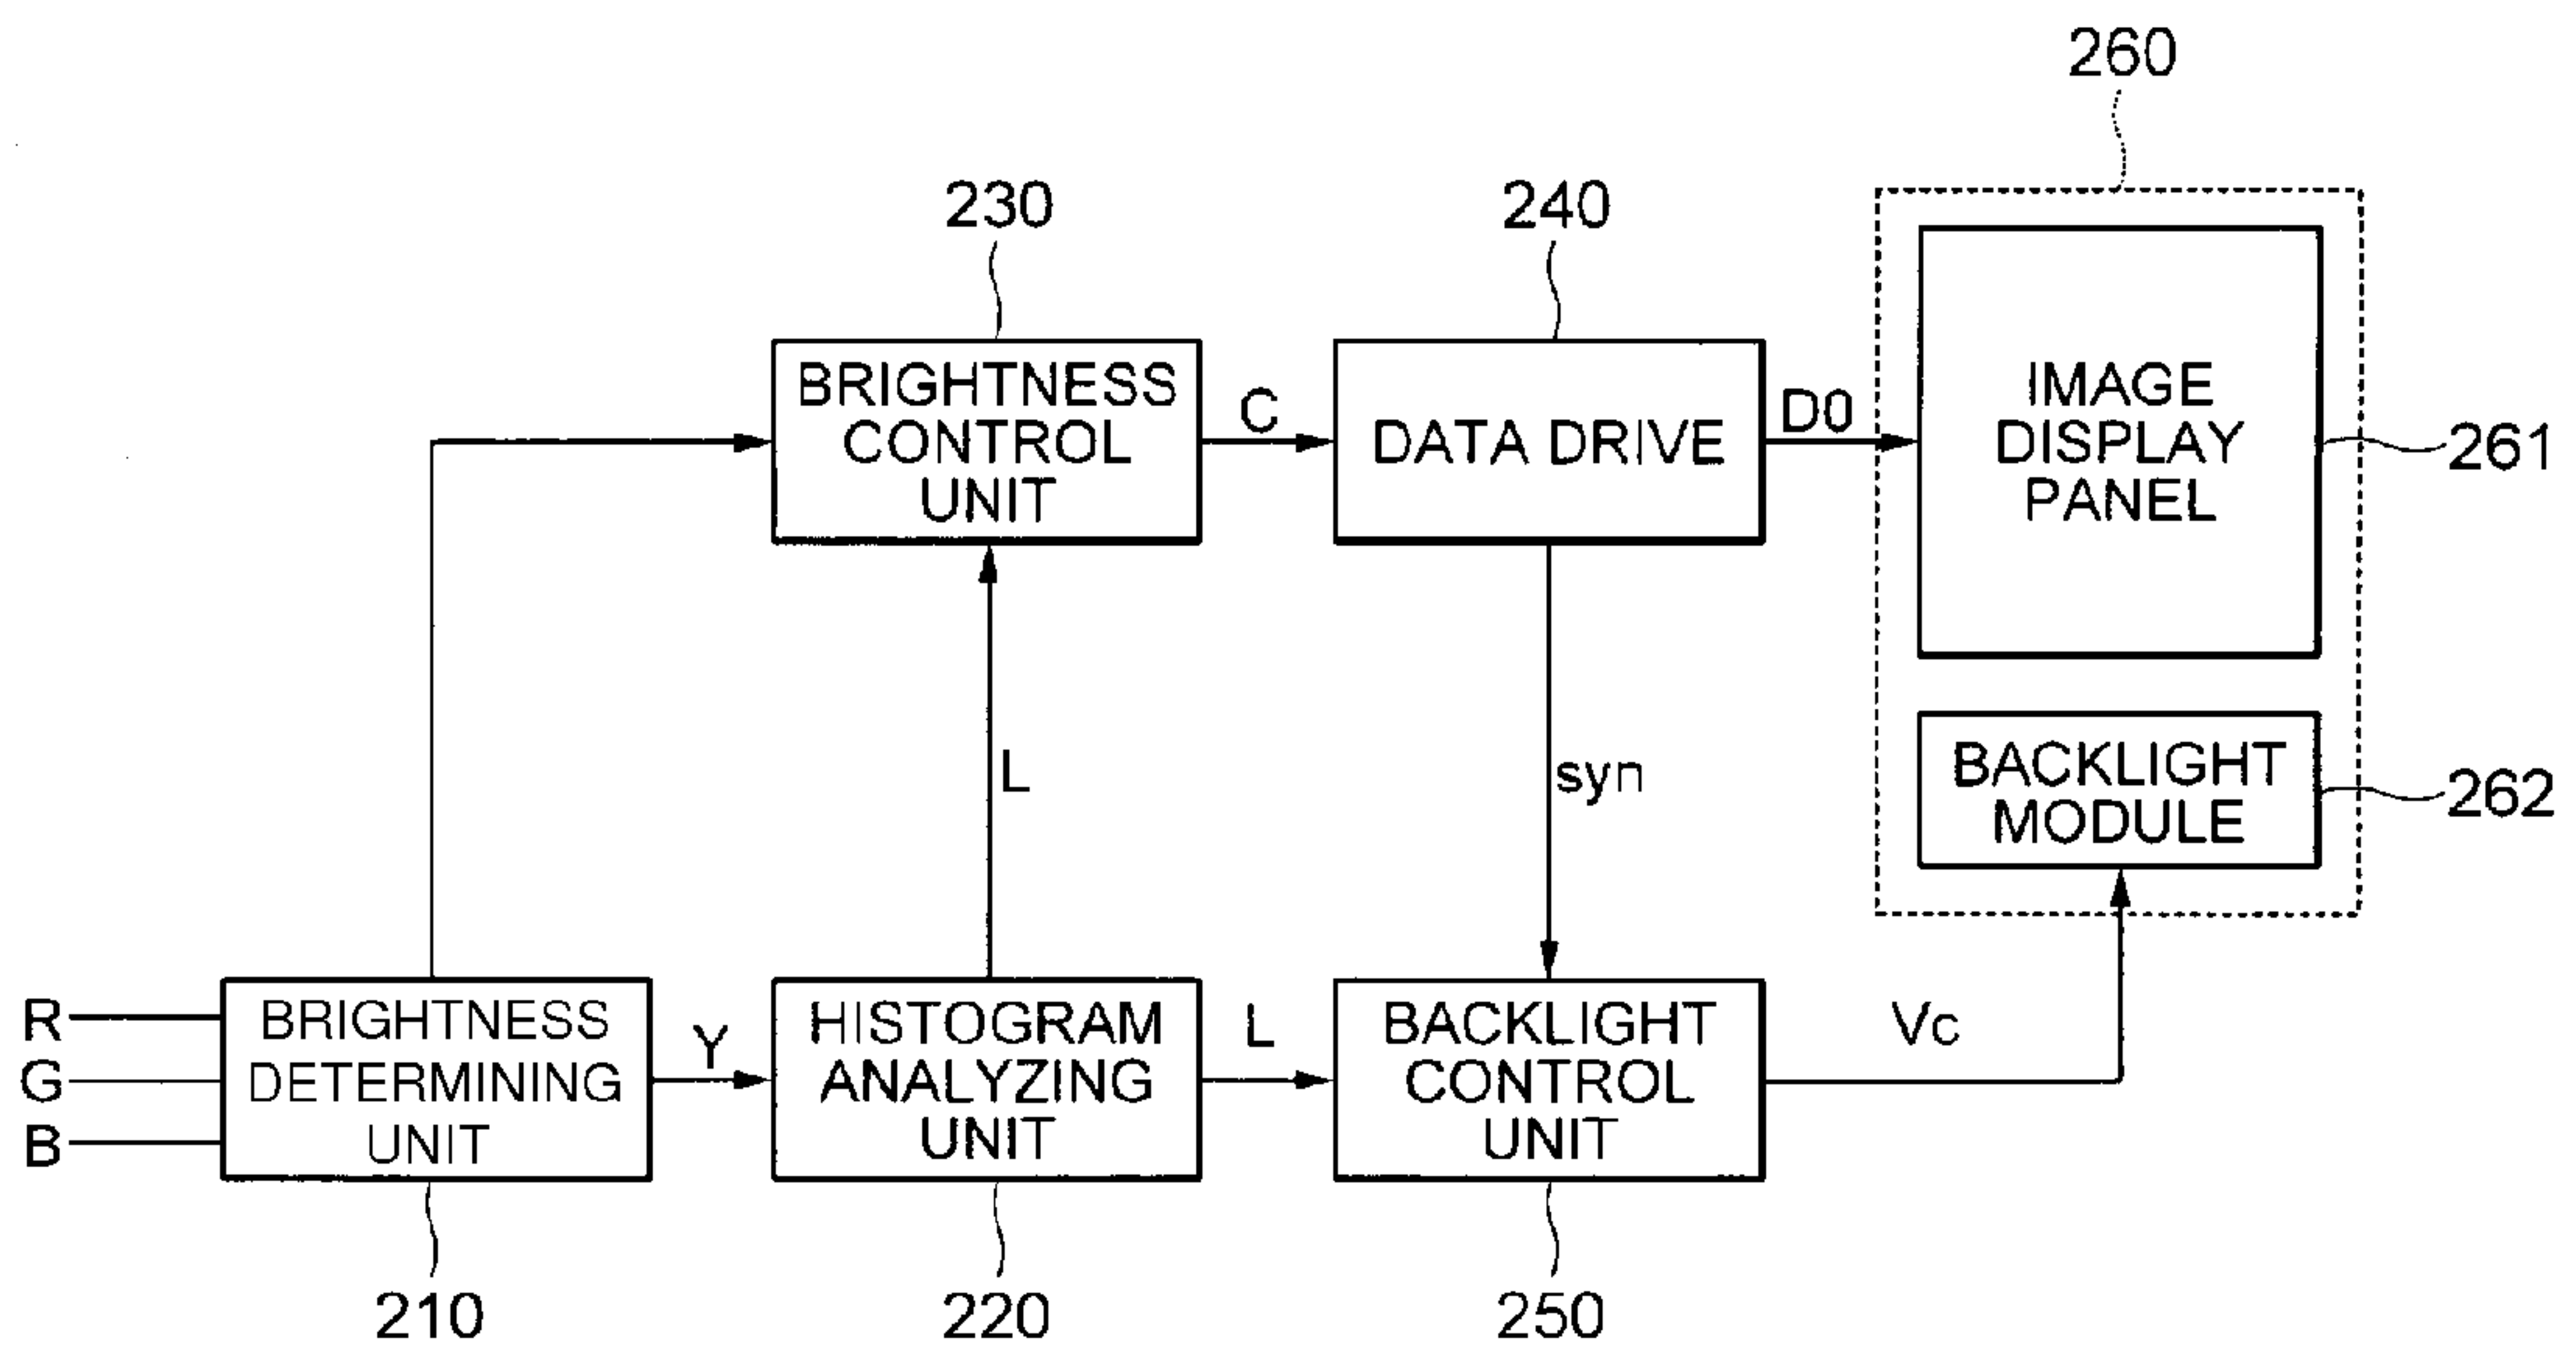 260
230
240
BRIGHTNESS
CONTROL
UNIT
C
DATA DRIVE
D0
IMAGE
DISPLAY
PANEL
261
L
syn
BACKLIGHT
MODULE
262
R
G
B
BRIGHTNESS
DETERMINING
UNIT
Y
HISTOGRAM
ANALYZING
UNIT
L
BACKLIGHT
CONTROL
UNIT
Vc
210
220
250